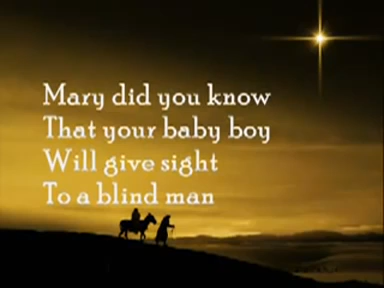 Mary did you know
That your baby boy
Will give sight
To a blind man